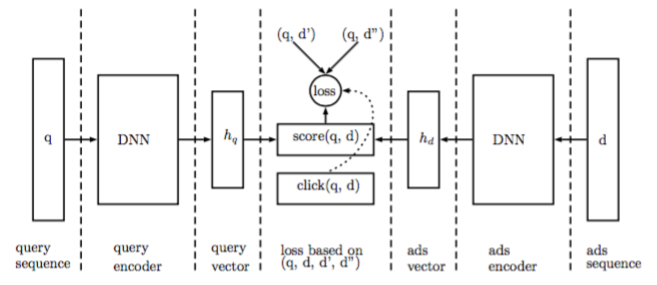 (q, d') (q, d'')
loss
q DNN h_q score(q, d) h_d DNN d
click(q, d)
query sequence
query encoder
query vector
loss based on
(q, d, d', d'')
ads vector
ads encoder
ads sequence